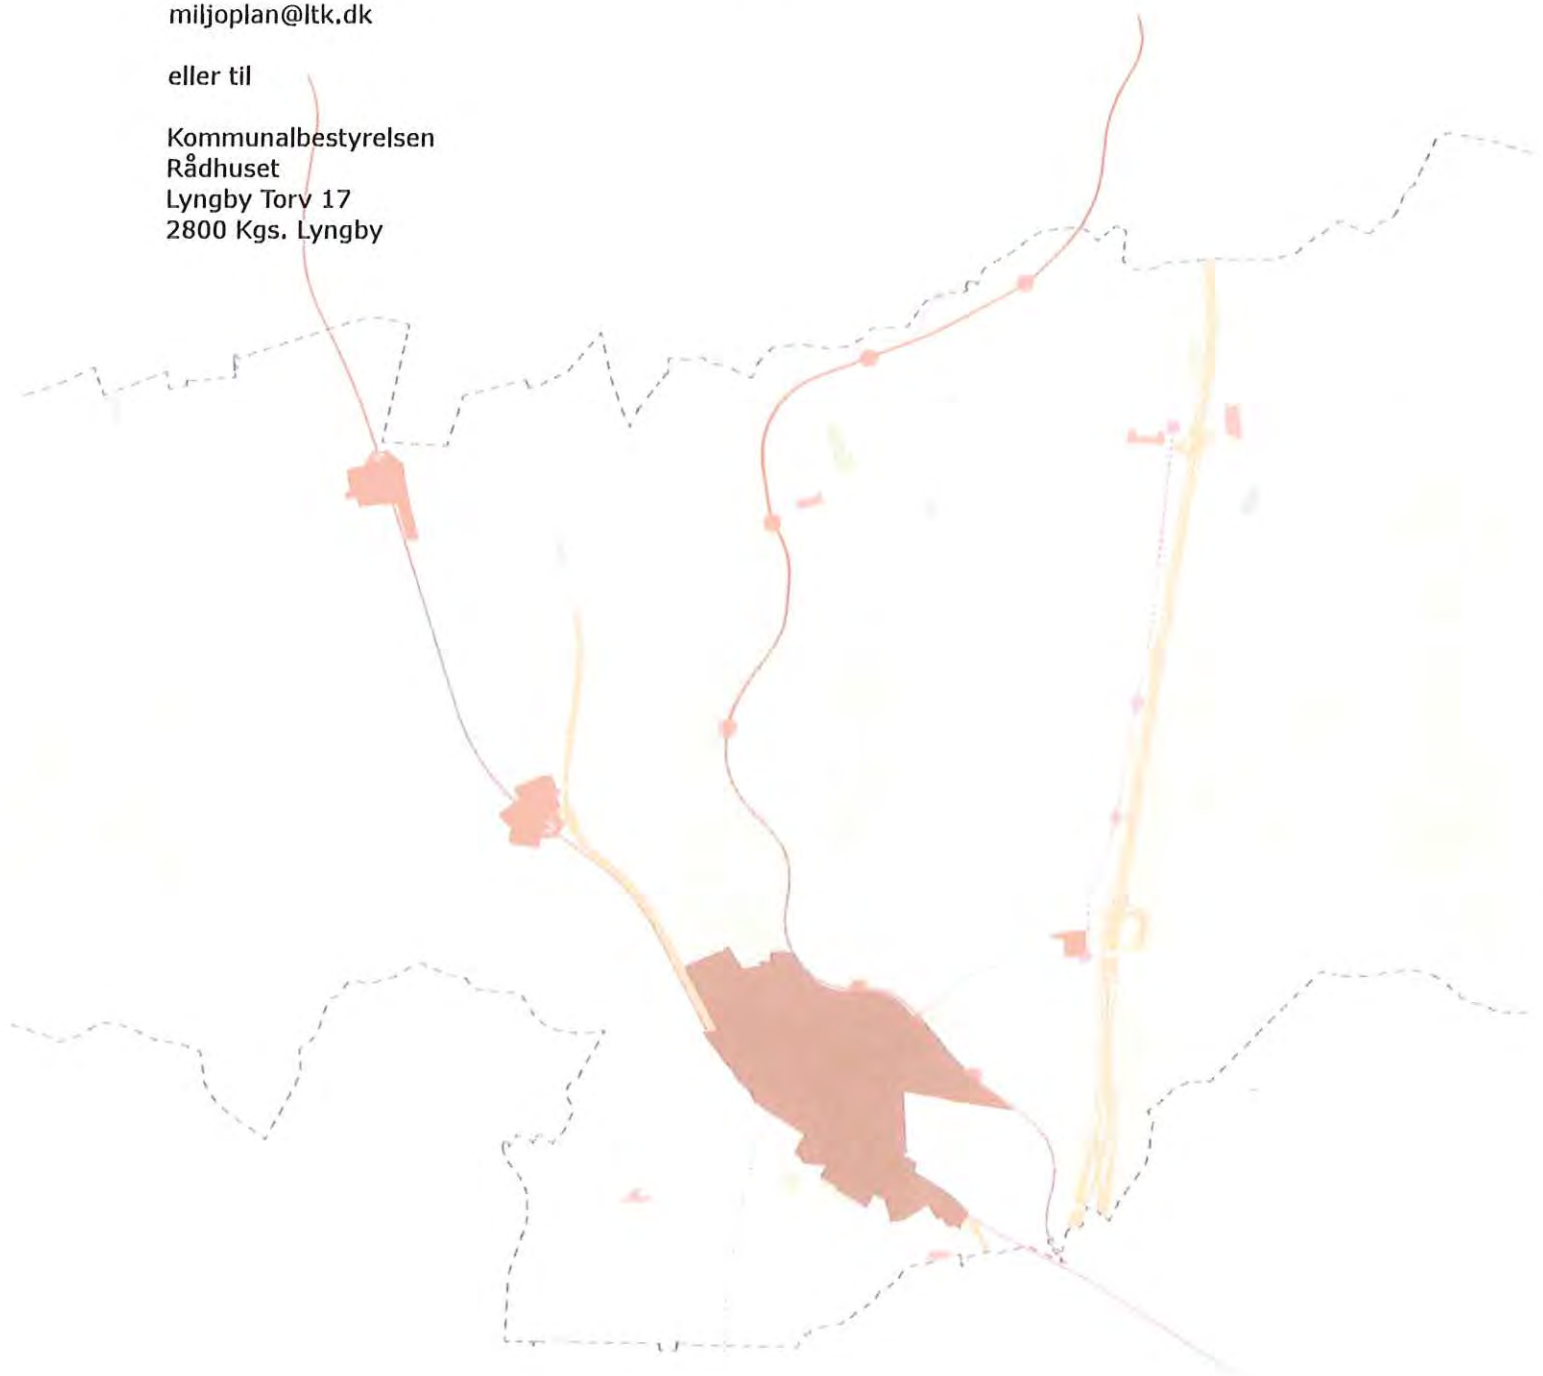 miljoplan@ltk.dk
eller til
Kommunalbestyrelsen
Rådhuset
Lyngby Torv 17
2800 Kgs. Lyngby